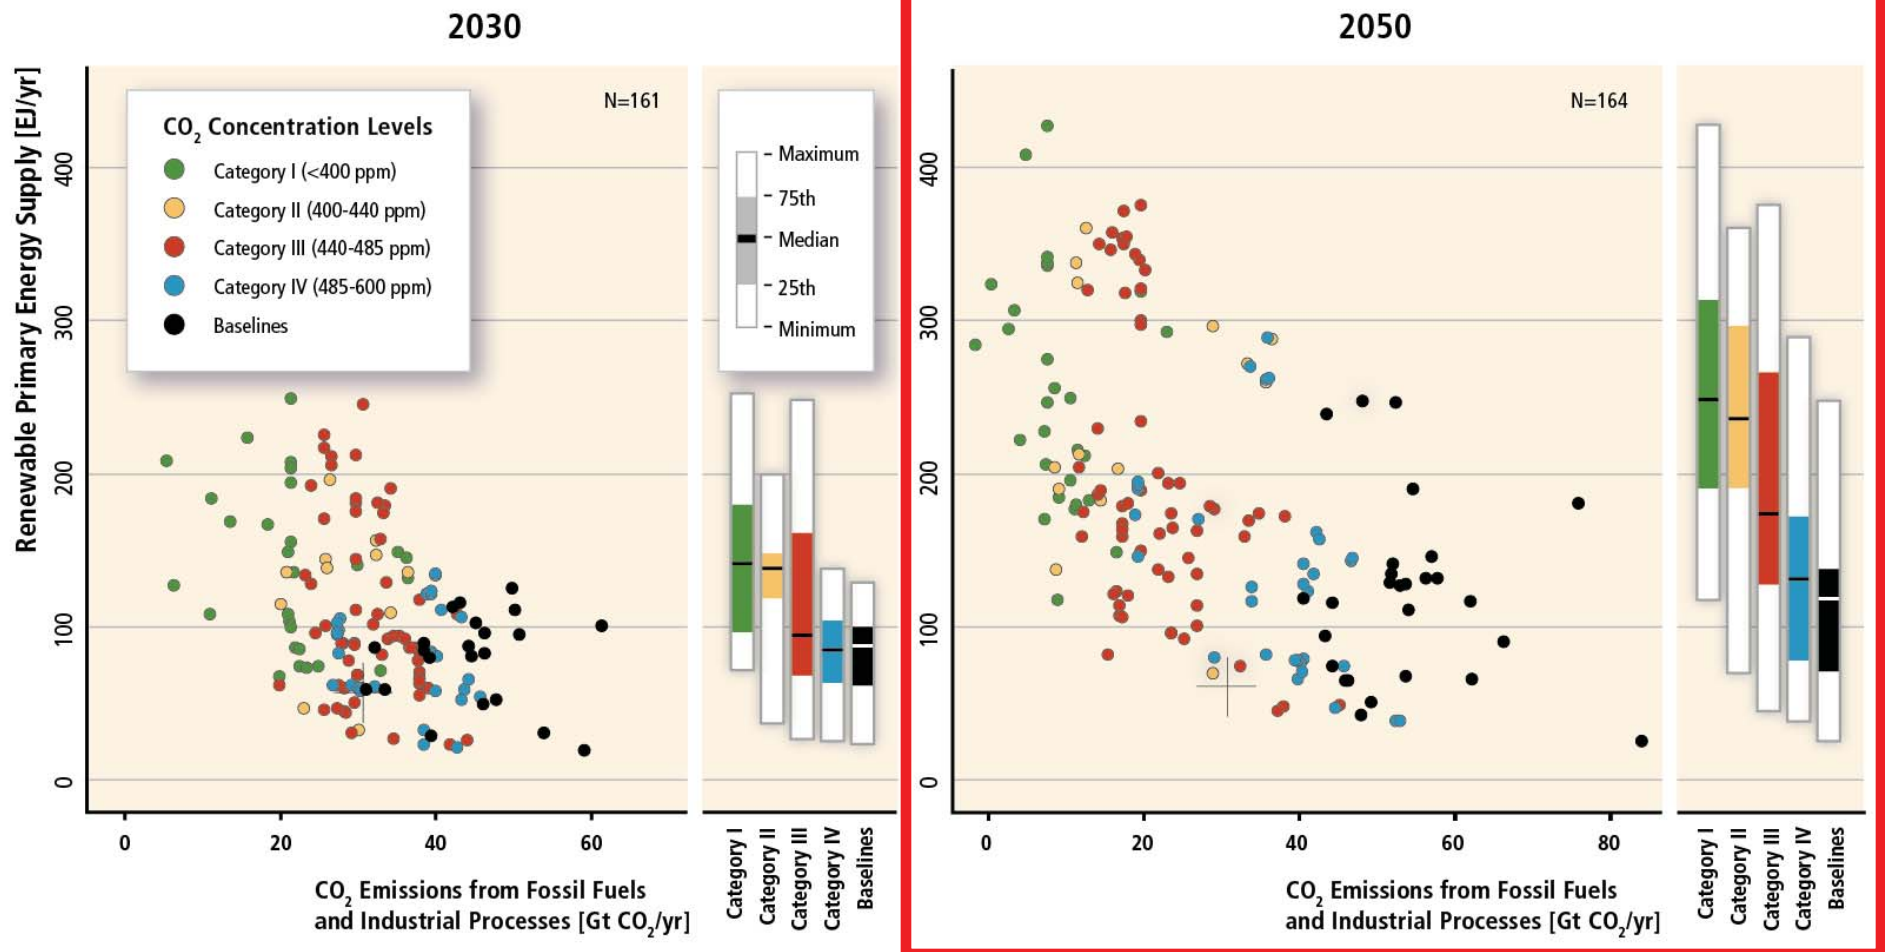 2030
Renewable Primary Energy Supply [EJ/yr]
400
300
200
100
0
N=161
CO2 Concentration Levels
Category I (<400 ppm)
Category II (400-440 ppm)
Category III (440-485 ppm)
Category IV (485-600 ppm)
Baselines
Maximum
75th
Median
25th
Minimum
0
20
40
60
CO2 Emissions from Fossil Fuels
and Industrial Processes [Gt CO2/yr]
Category I
Category II
Category III
Category IV
Baselines
2050
400
300
200
100
0
N=164
0
20
40
60
80
CO2 Emissions from Fossil Fuels
and Industrial Processes [Gt CO2/yr]
Category I
Category II
Category III
Category IV
Baselines